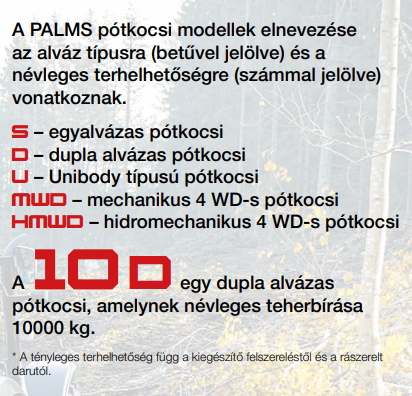 A PALMS pótkocsi modellek elnevezése
az alváz típusra (betűvel jelölve) és a
névleges terhelhetőségre (számmal jelölve)
vonatkoznak.
S – egyalvázas pótkocsi
D – dupla alvázas pótkocsi
U – Unibody típusú pótkocsi
MWD – mechanikus 4 WD-s pótkocsi
HMWD – hidromechanikus 4 WD-s pótkocsi
A 10 D egy dupla alvázas
pótkocsi, amelynek névleges teherbírása
10000 kg.
* A tényleges terhelhetőség függ a kiegészítő felszereléstől és a rászerelt
darutól.